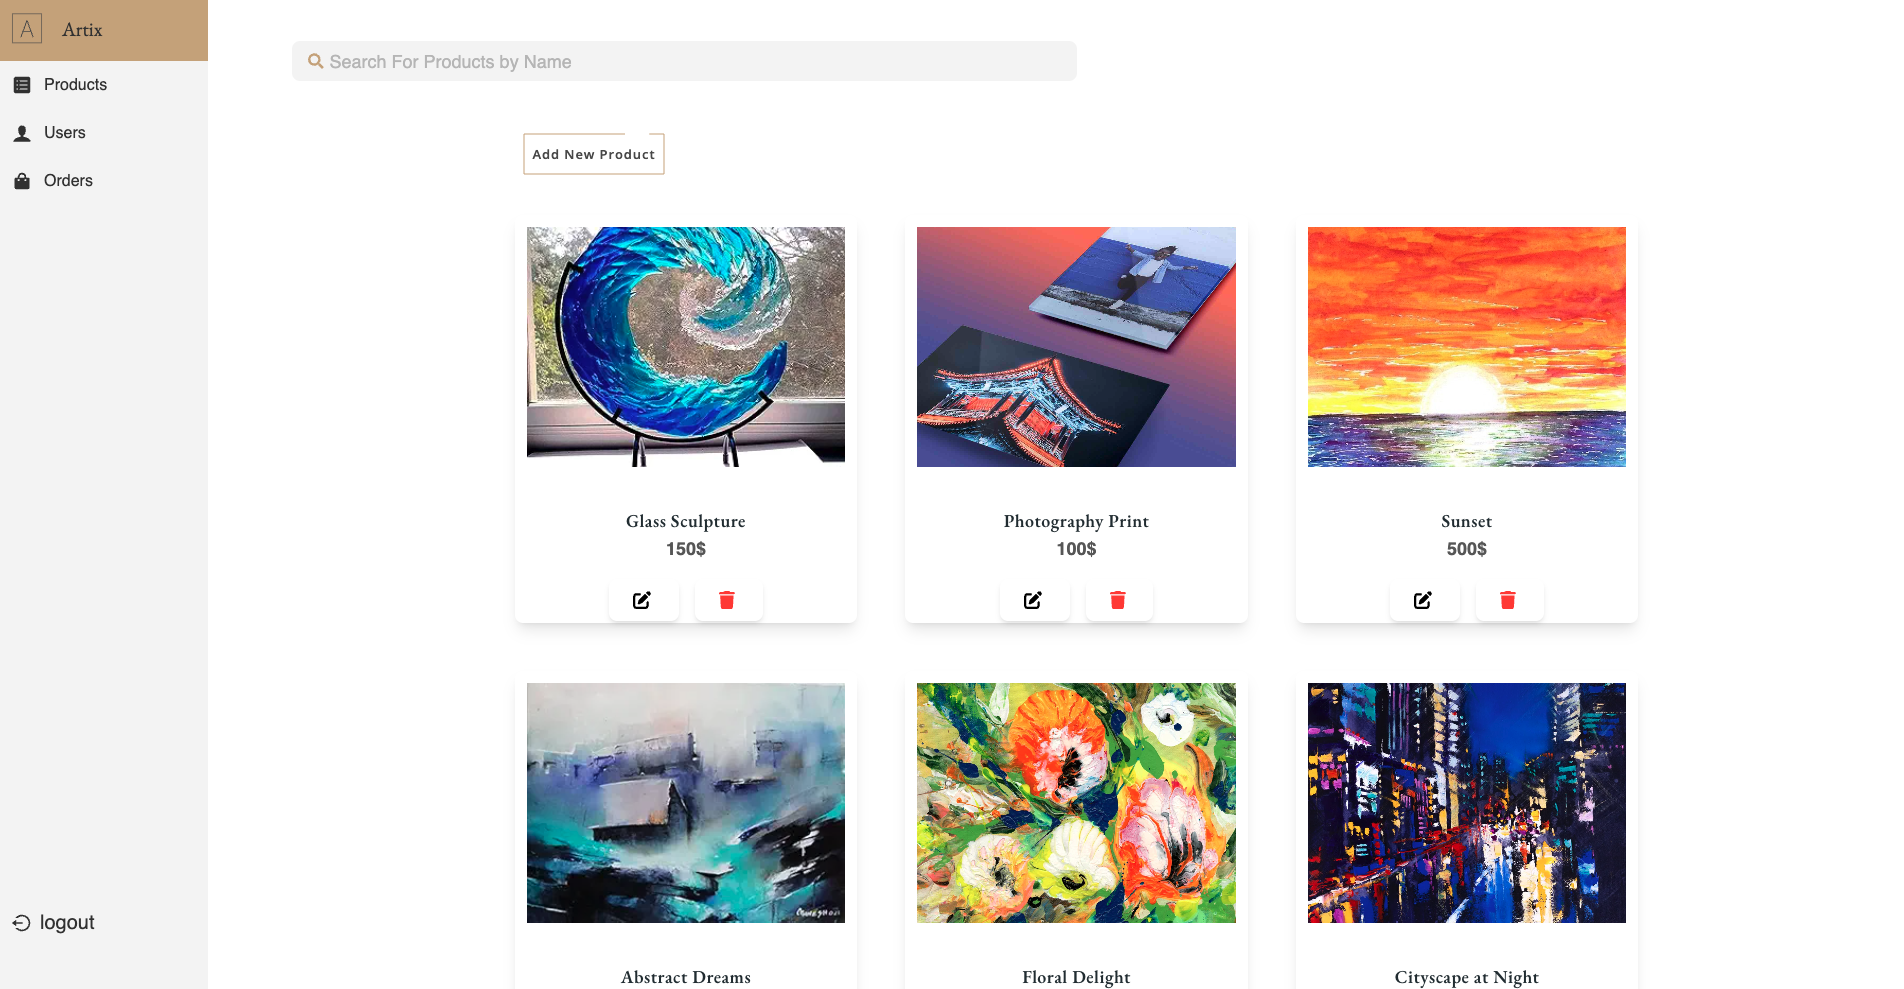 A
Artix
Products
Users
Orders
logout
Search For Products by Name
Add New Product
Glass Sculpture
150$
Photography Print
100$
Sunset
500$
Abstract Dreams
Floral Delight
Cityscape at Night